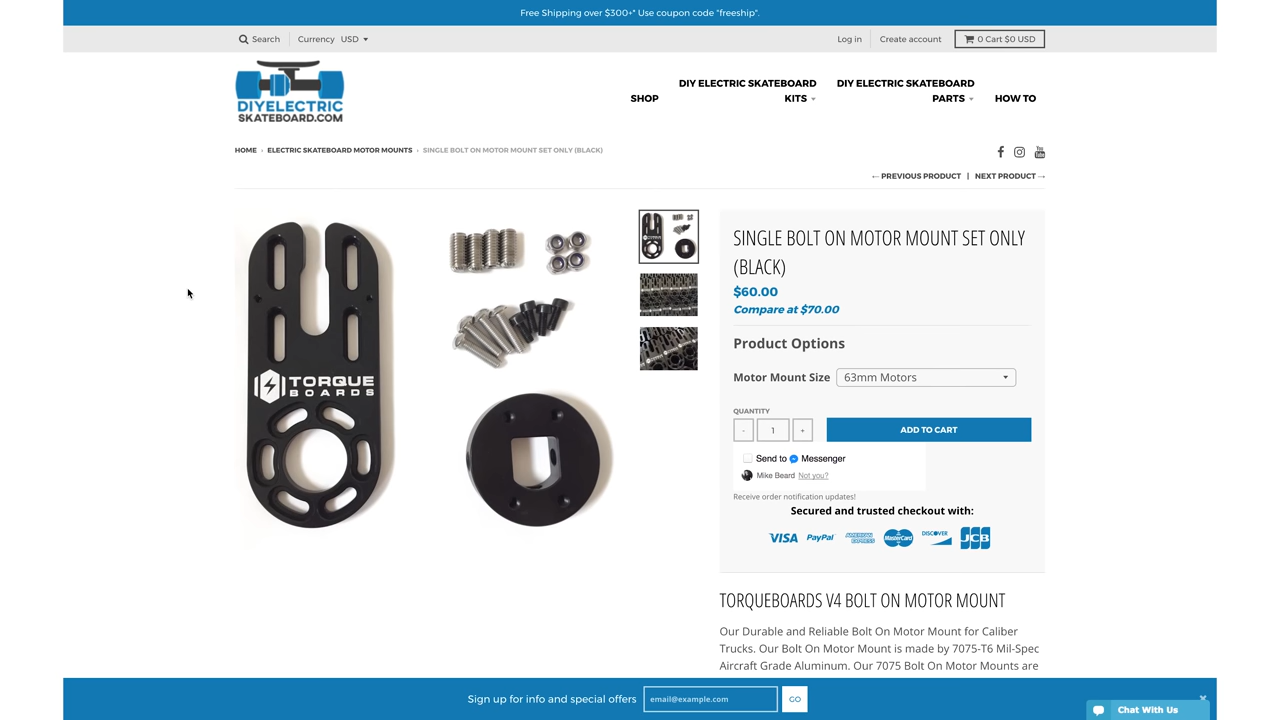 Free Shipping over $300+* Use coupon code "freeship".
Search
Currency USD
Log in
Create account
0 Cart $0 USD
DIYELECTRIC
SKATEBOARD.COM
SHOP
DIY ELECTRIC SKATEBOARD
KITS
DIY ELECTRIC SKATEBOARD
PARTS
HOW TO
HOME › ELECTRIC SKATEBOARD MOTOR MOUNTS › SINGLE BOLT ON MOTOR MOUNT SET ONLY (BLACK)
← PREVIOUS PRODUCT | NEXT PRODUCT →
TORQUE
BOARDS
SINGLE BOLT ON MOTOR MOUNT SET ONLY
(BLACK)
$60.00
Compare at $70.00
Product Options
Motor Mount Size 63mm Motors
QUANTITY
- 1 + ADD TO CART
Send to Messenger
Mike Beard Not you?
Receive order notification updates!
Secured and trusted checkout with:
VISA PayPal AMERICAN EXPRESS MasterCard DISCOVER JCB
TORQUEBOARDS V4 BOLT ON MOTOR MOUNT
Our Durable and Reliable Bolt On Motor Mount for Caliber
Trucks. Our Bolt On Motor Mount is made by 7075-T6 Mil-Spec
Aircraft Grade Aluminum. Our 7075 Bolt On Motor Mounts are
Sign up for info and special offers email@example.com GO
Chat With Us